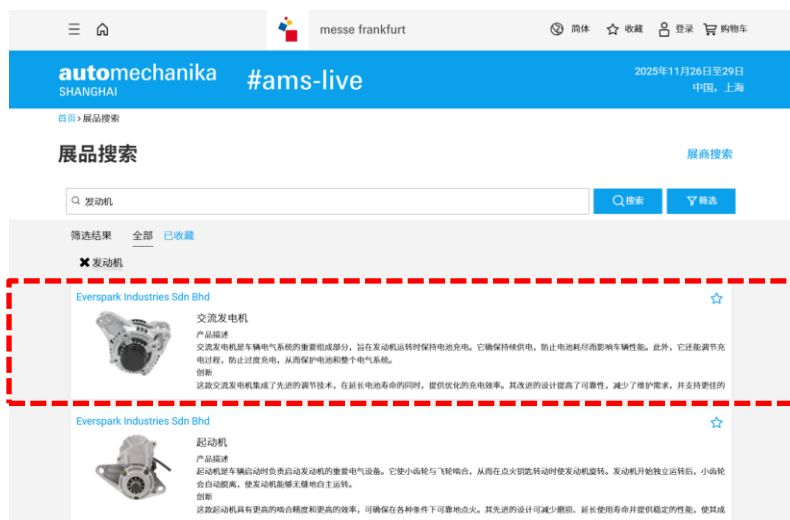 messe frankfurt
简体
收藏
登录
购物车
automechanika
SHANGHAI
#ams-live
2025年11月26日至29日
中国，上海
首页›展品搜索
展品搜索
展商搜索
发动机
搜索
筛选
筛选结果 全部 已收藏
✖发动机
Everspark Industries Sdn Bhd
交流发电机
产品描述
交流发电机是车辆电气系统的重要组成部分，旨在发动机运转时保持电池充电。它确保持续供电，防止电池耗尽而影响车辆性能。此外，它还能调节充
电过程，防止过度充电，从而保护电池和整个电气系统。
创新
这款交流发电机集成了先进的调节技术，在延长电池寿命的同时，提供优化的充电效率。其改进的设计提高了可靠性，减少了维护需求，并支持更佳的
Everspark Industries Sdn Bhd
起动机
产品描述
起动机是车辆启动时负责启动发动机的重要电气设备。它使小齿轮与飞轮啮合，从而在点火钥匙转动时使发动机旋转。发动机开始独立运转后，小齿轮
会自动脱离，使发动机能够无缝地自主运转。
创新
这款起动机具有更高的啮合精度和更高的效率，可确保在各种条件下可靠地点火。其先进的设计可减少磨损、延长使用寿命并提供稳定的性能，使其成